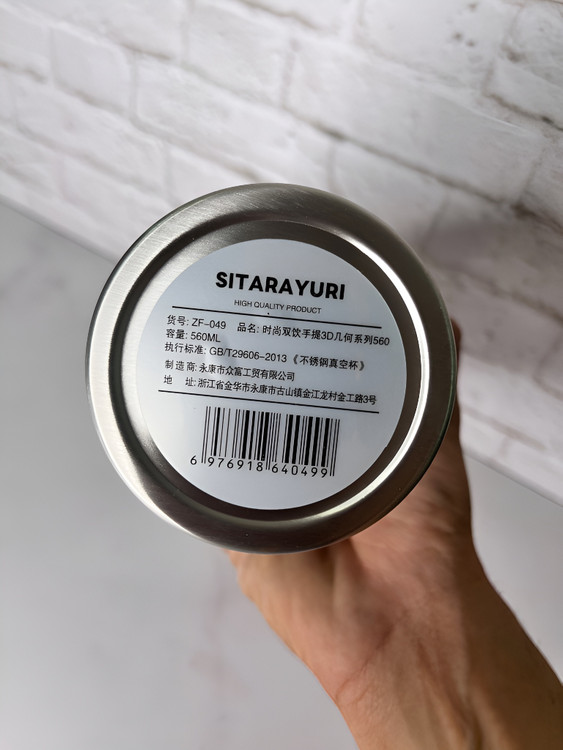 SITARAYURI
HIGH QUALITY PRODUCT
货号: ZF-049 品名: 时尚双饮手提3D几何系列560
容量: 560ML
执行标准: GB/T29606-2013《不锈钢真空杯》
制造商: 永康市众富工贸有限公司
地 址: 浙江省金华市永康市古山镇金江龙村金工路3号
6 976918 640499